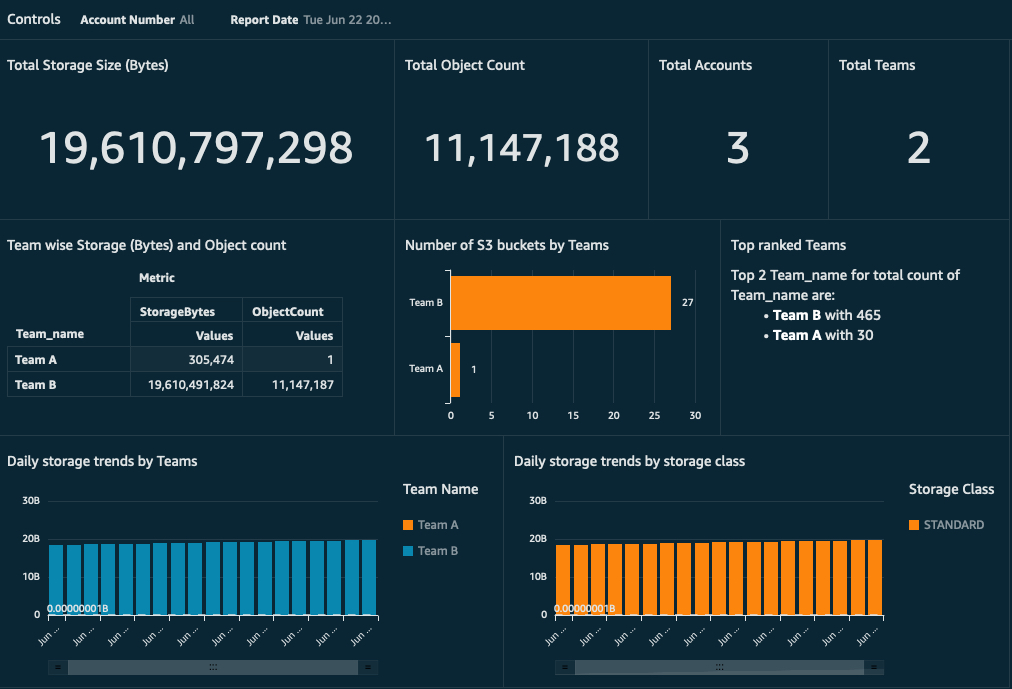 Controls Account Number All Report Date Tue Jun 22 20...
Total Storage Size (Bytes)
19,610,797,298
Total Object Count
11,147,188
Total Accounts
3
Total Teams
2
Team wise Storage (Bytes) and Object count
Metric
StorageBytes ObjectCount
Team_name Values Values
Team A 305,474 1
Team B 19,610,491,824 11,147,187
Number of S3 buckets by Teams
Team B 27
Team A 1
0 5 10 15 20 25 30
Top ranked Teams
Top 2 Team_name for total count of
Team_name are:
• Team B with 465
• Team A with 30
Daily storage trends by Teams
30B
20B
10B
0.00000001B
0
Jun ... Jun ... Jun ... Jun ... Jun ... Jun ... Jun ... Jun ... Jun ... Jun ...
Team Name
Team A
Team B
Daily storage trends by storage class
30B
20B
10B
0.00000001B
0
Jun ... Jun ... Jun ... Jun ... Jun ... Jun ... Jun ... Jun ... Jun ... Jun ...
Storage Class
STANDARD